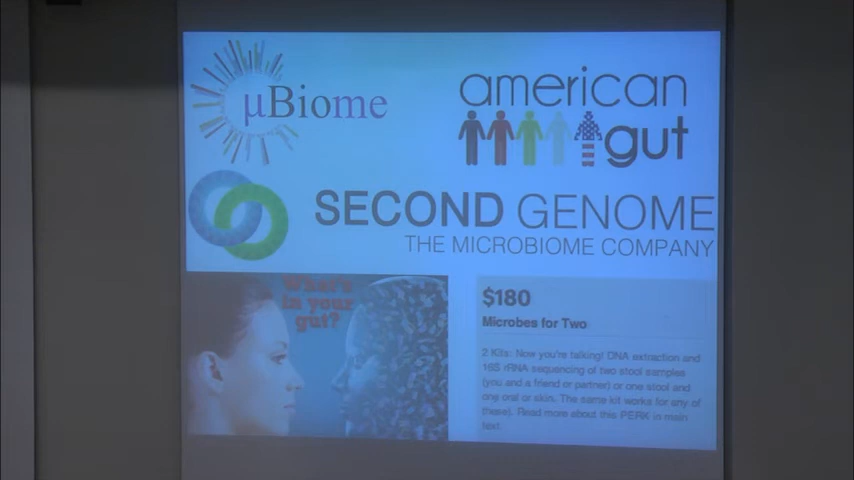 µBiome
american
gut
SECOND GENOME
THE MICROBIOME COMPANY
What's
in your
gut?
$180
Microbes for Two
2 Kits: Now you're talking! DNA extraction and
16S rRNA sequencing of two stool samples
(you and a friend or partner) or one stool and
one oral or skin. The same kit works for any of
these). Read more about this PERK in main
text.